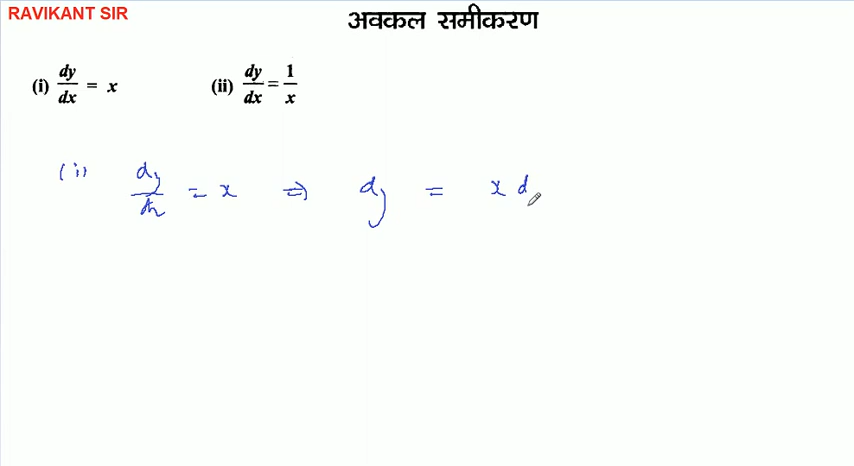 RAVIKANT SIR
अवकल समीकरण
(i) dy/dx = x (ii) dy/dx = 1/x
(i) dy/dx = x ⇒ dy = x d